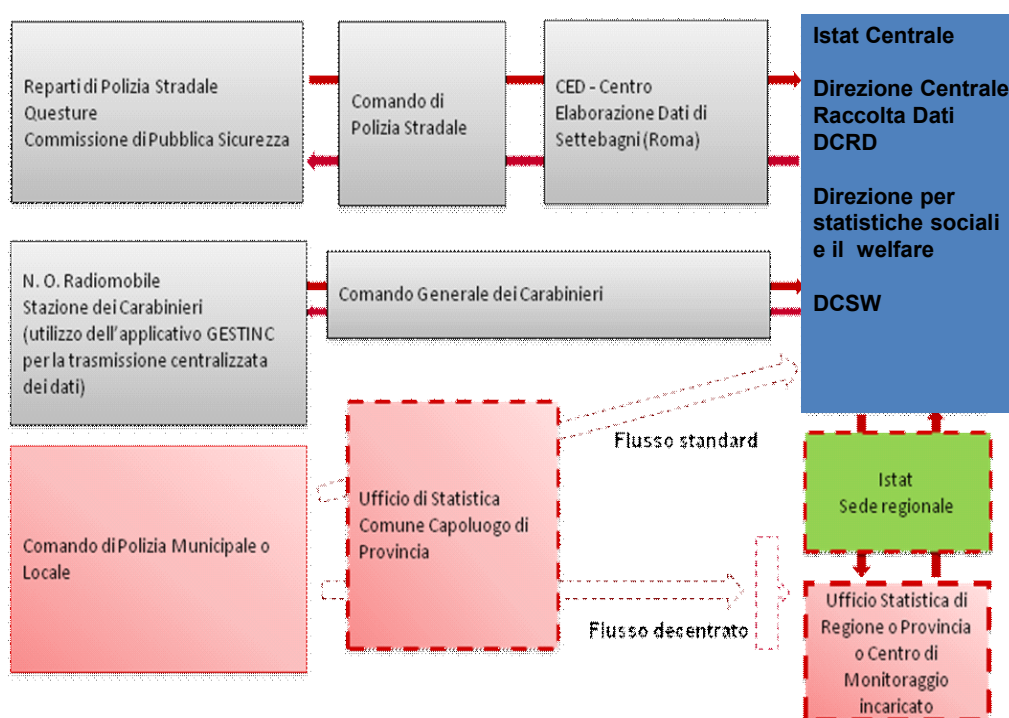 Reparti di Polizia Stradale
Questure
Commissione di Pubblica Sicurezza
Comando di
Polizia Stradale
CED - Centro
Elaborazione Dati di
Settebagni (Roma)
Istat Centrale
Direzione Centrale
Raccolta Dati
DCRD
Direzione per
statistiche sociali
e il welfare
DCSW
N. O. Radiomobile
Stazione dei Carabinieri
(utilizzo dell'applicativo GESTINC
per la trasmissione centralizzata
dei dati)
Comando Generale dei Carabinieri
Flusso standard
Comando di Polizia Municipale o
Locale
Ufficio di Statistica
Comune Capoluogo di
Provincia
Flusso decentrato
Istat
Sede regionale
Ufficio Statistica di
Regione o Provincia
o Centro di
Monitoraggio
incaricato